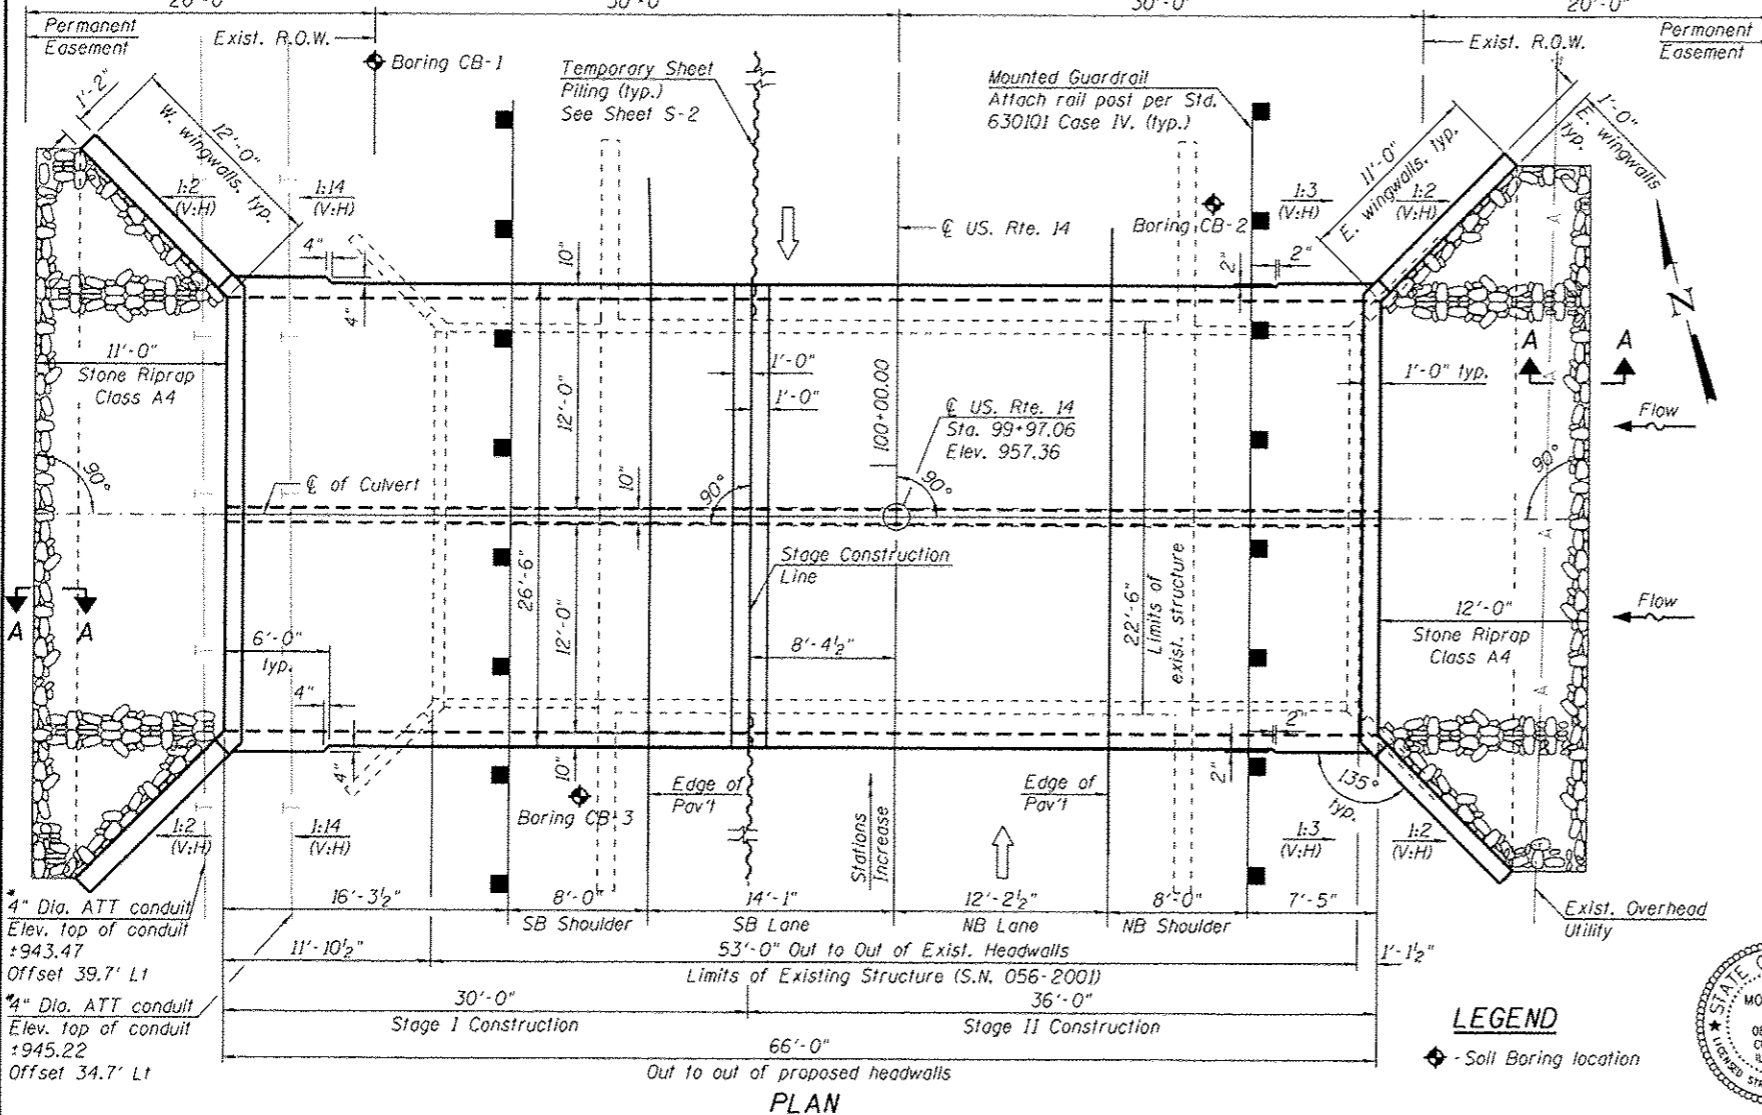 20'-0"
30'-0"
30'-0"
20'-0"
Permanent
Easement
Exist. R.O.W.
Boring CB-1
Temporary Sheet
Piling (typ.)
See Sheet S-2
Mounted Guardrail
Attach rail post per Std.
630101 Case IV. (typ.)
Exist. R.O.W.
Permanent
Easement
1'-2"
12'-0"
W. wingwalls, typ.
1:2
(V:H)
1:14
(V:H)
℄ US. Rte. 14
Boring CB-2
1:3
(V:H)
11'-0"
E. wingwalls, typ.
1:2
(V:H)
1'-0"
E. wingwalls
typ.
N
4"
4"
10"
2"
2"
11'-0"
Stone Riprap
Class A4
12'-0"
1'-0"
1'-0"
100+00.00
℄ US. Rte. 14
Sta. 99+97.06
Elev. 957.36
1'-0" typ.
A
A
Flow
90°
℄ of Culvert
10"
90°
90°
90°
A
A
A
A
Stage Construction
Line
26'-6"
12'-0"
8'-4½"
22'-6"
Limits of
exist. structure
12'-0"
Stone Riprap
Class A4
Flow
A
A
6'-0"
typ.
4"
4"
10"
2"
2"
Boring CB-3
Edge of
Pav't
Stations
Increase
Edge of
Pav't
135°
typ.
1:2
(V:H)
1:14
(V:H)
1:3
(V:H)
1:2
(V:H)
*
4" Dia. ATT conduit
Elev. top of conduit
±943.47
Offset 39.7' Lt
*4" Dia. ATT conduit
Elev. top of conduit
±945.22
Offset 34.7' Lt
16'-3½"
8'-0"
SB Shoulder
14'-1"
SB Lane
12'-2½"
NB Lane
8'-0"
NB Shoulder
7'-5"
Exist. Overhead
Utility
11'-10½"
53'-0" Out to Out of Exist. Headwalls
1'-1½"
Limits of Existing Structure (S.N. 056-2001)
30'-0"
Stage I Construction
36'-0"
Stage II Construction
66'-0"
Out to out of proposed headwalls
PLAN
LEGEND
- Soil Boring location
STATE
LICENSED